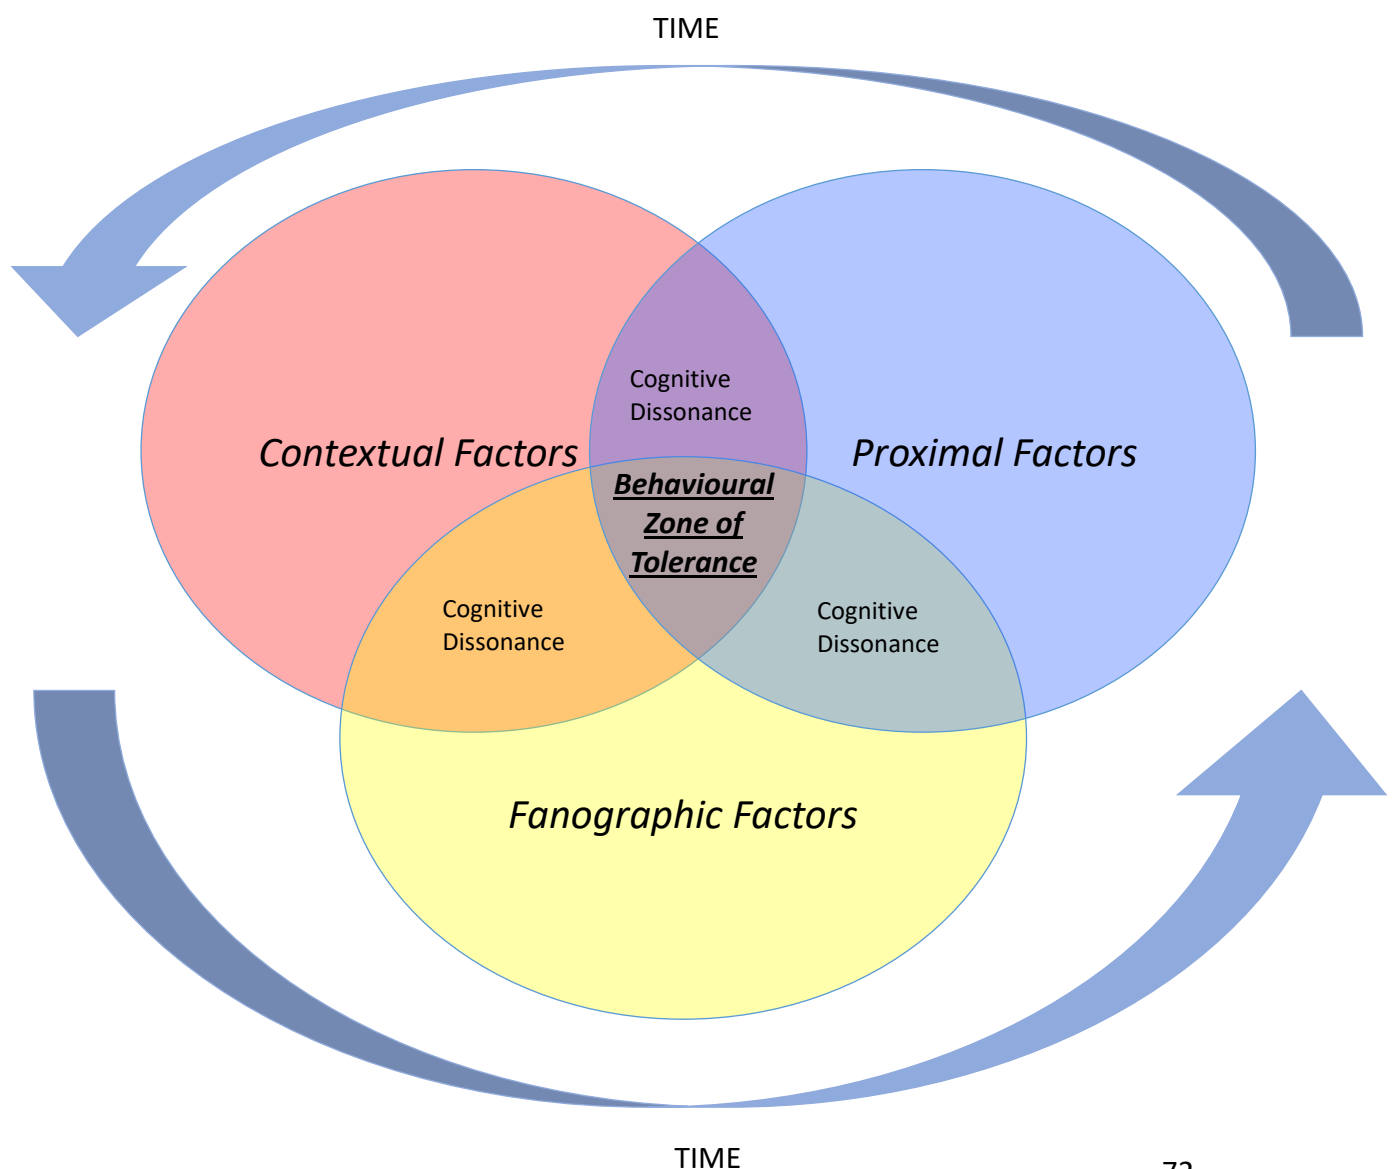 TIME
Cognitive
Dissonance
Contextual Factors
Proximal Factors
Behavioural
Zone of
Tolerance
Cognitive
Dissonance
Cognitive
Dissonance
Fanographic Factors
TIME